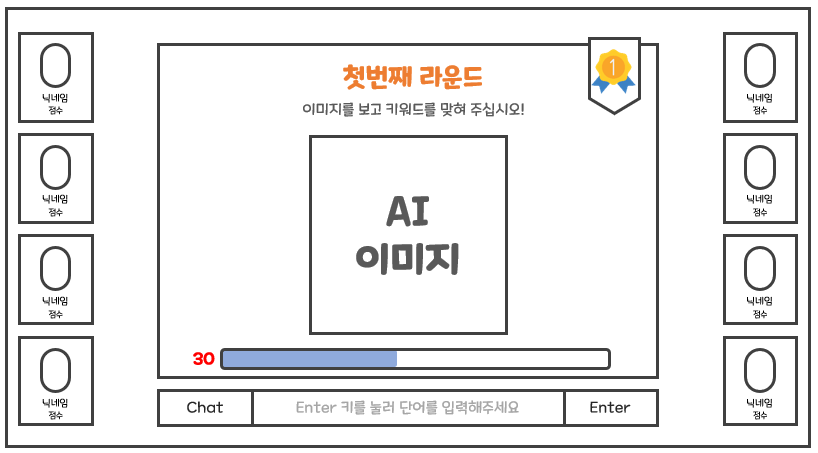 첫번째 라운드
1
이미지를 보고 키워드를 맞혀 주십시오!
AI
이미지
30
Chat
Enter 키를 눌러 단어를 입력해주세요
Enter
닉네임
점수
닉네임
점수
닉네임
점수
닉네임
점수
닉네임
점수
닉네임
점수
닉네임
점수
닉네임
점수